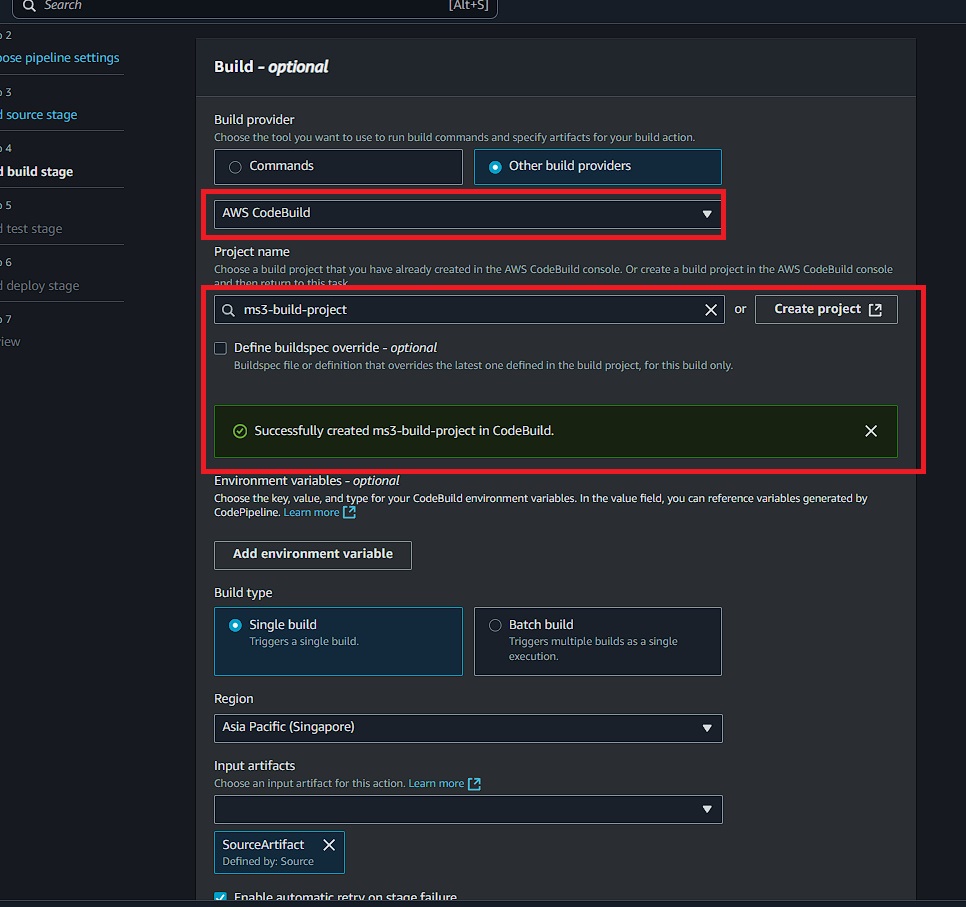 Search
[Alt+S]
2
ose pipeline settings
3
source stage
4
build stage
5
test stage
6
deploy stage
7
iew
Build - optional
Build provider
Choose the tool you want to use to run build commands and specify artifacts for your build action.
Commands
Other build providers
AWS CodeBuild
Project name
Choose a build project that you have already created in the AWS CodeBuild console. Or create a build project in the AWS CodeBuild console
and then return to this task.
ms3-build-project
or
Create project
Define buildspec override - optional
Buildspec file or definition that overrides the latest one defined in the build project, for this build only.
Successfully created ms3-build-project in CodeBuild.
Environment variables - optional
Choose the key, value, and type for your CodeBuild environment variables. In the value field, you can reference variables generated by
CodePipeline. Learn more
Add environment variable
Build type
Single build
Triggers a single build.
Batch build
Triggers multiple builds as a single
execution.
Region
Asia Pacific (Singapore)
Input artifacts
Choose an input artifact for this action. Learn more
SourceArtifact
Defined by: Source
Enable automatic retry on stage failure